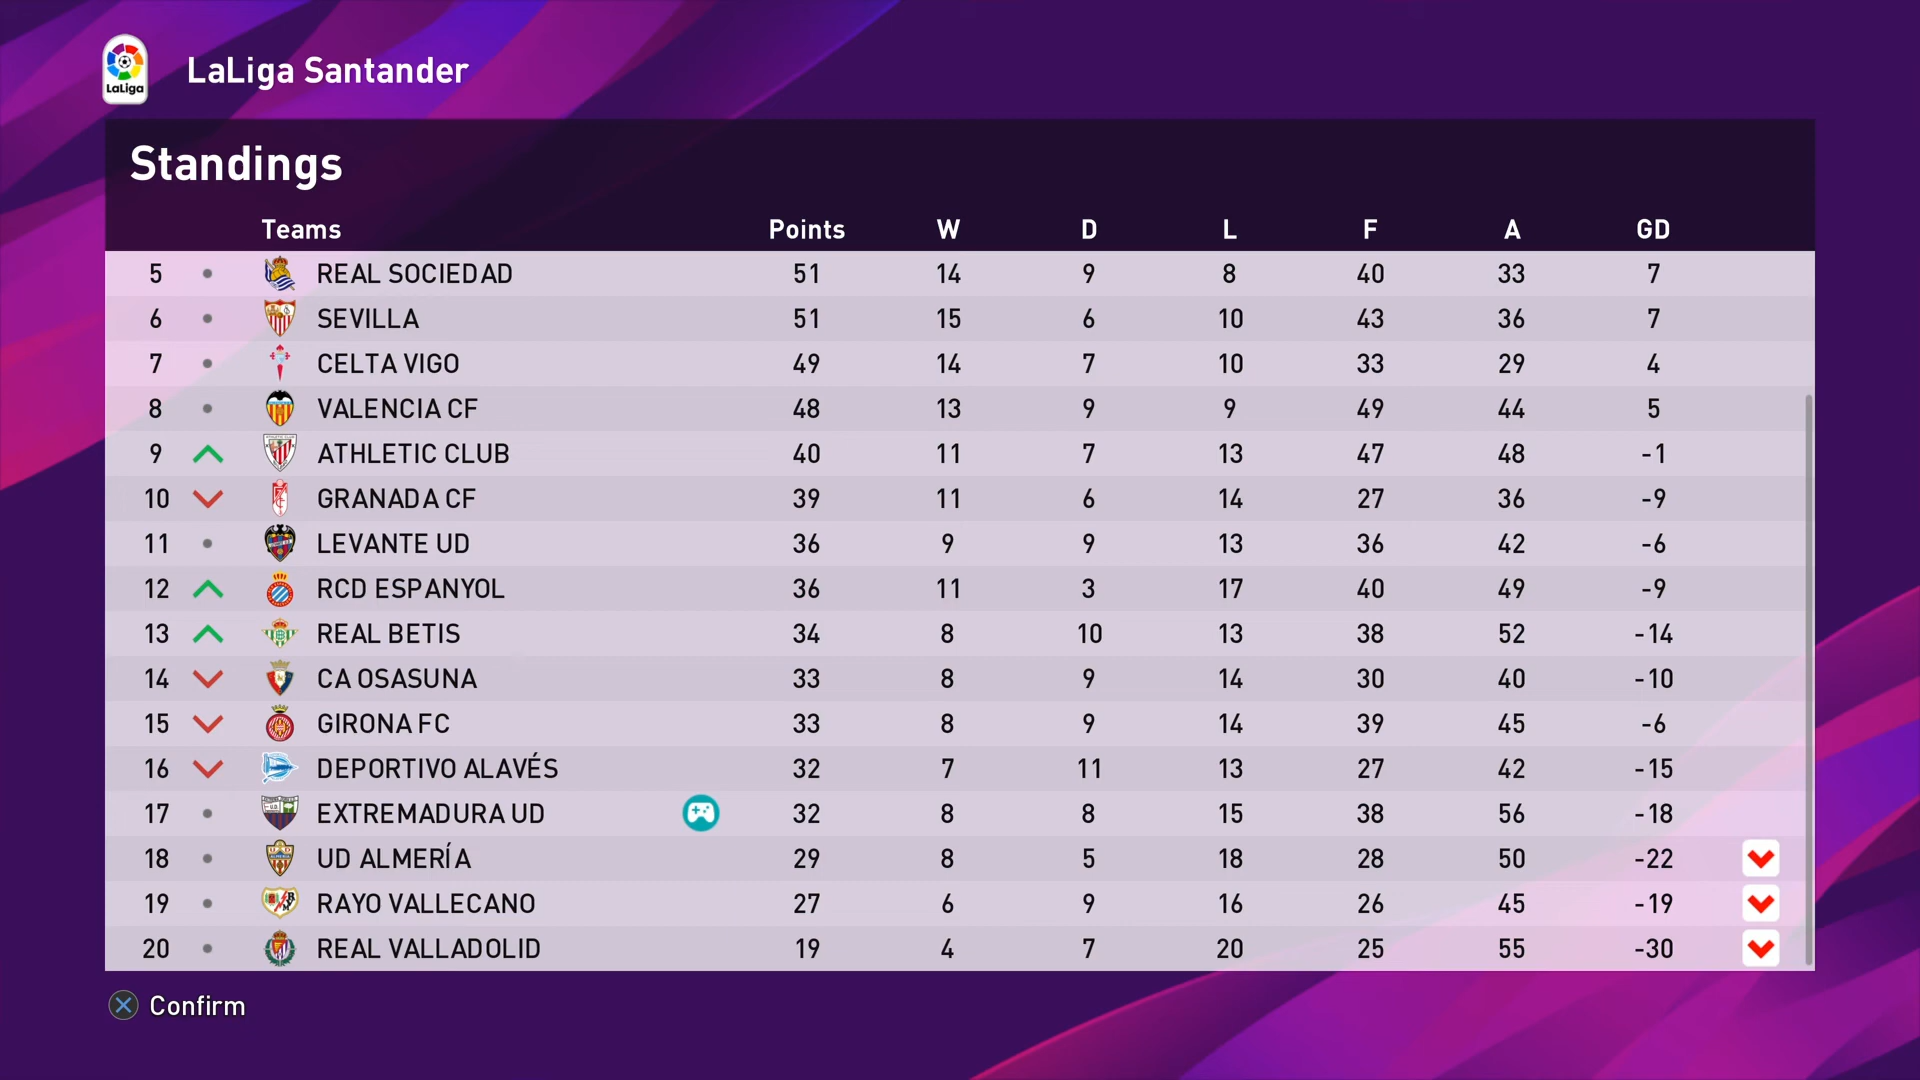 LaLiga
LaLiga Santander
Standings
Teams Points W D L F A GD
5 REAL SOCIEDAD 51 14 9 8 40 33 7
6 SEVILLA 51 15 6 10 43 36 7
7 CELTA VIGO 49 14 7 10 33 29 4
8 VALENCIA CF 48 13 9 9 49 44 5
9 ATHLETIC CLUB 40 11 7 13 47 48 -1
10 GRANADA CF 39 11 6 14 27 36 -9
11 LEVANTE UD 36 9 9 13 36 42 -6
12 RCD ESPANYOL 36 11 3 17 40 49 -9
13 REAL BETIS 34 8 10 13 38 52 -14
14 CA OSASUNA 33 8 9 14 30 40 -10
15 GIRONA FC 33 8 9 14 39 45 -6
16 DEPORTIVO ALAVÉS 32 7 11 13 27 42 -15
17 EXTREMADURA UD 32 8 8 15 38 56 -18
18 UD ALMERÍA 29 8 5 18 28 50 -22
19 RAYO VALLECANO 27 6 9 16 26 45 -19
20 REAL VALLADOLID 19 4 7 20 25 55 -30
Confirm